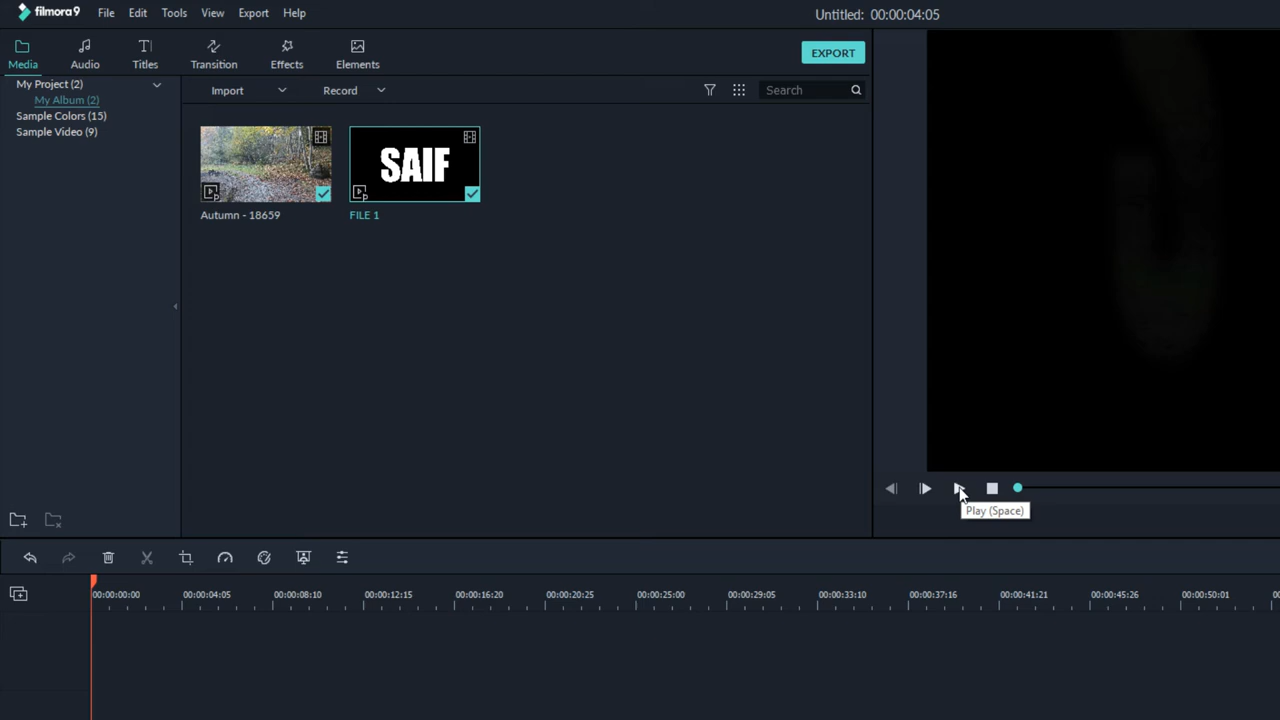 filmora9 File Edit Tools View Export Help Untitled: 00:00:04:05
Media Audio Titles Transition Effects Elements EXPORT
My Project (2)
My Album (2)
Sample Colors (15)
Sample Video (9)
Import Record Search
SAIF
Autumn - 18659 FILE 1
Play (Space)
00:00:00:00 00:00:04:05 00:00:08:10 00:00:12:15 00:00:16:20 00:00:20:25 00:00:25:00 00:00:29:05 00:00:33:10 00:00:37:16 00:00:41:21 00:00:45:26 00:00:50:01